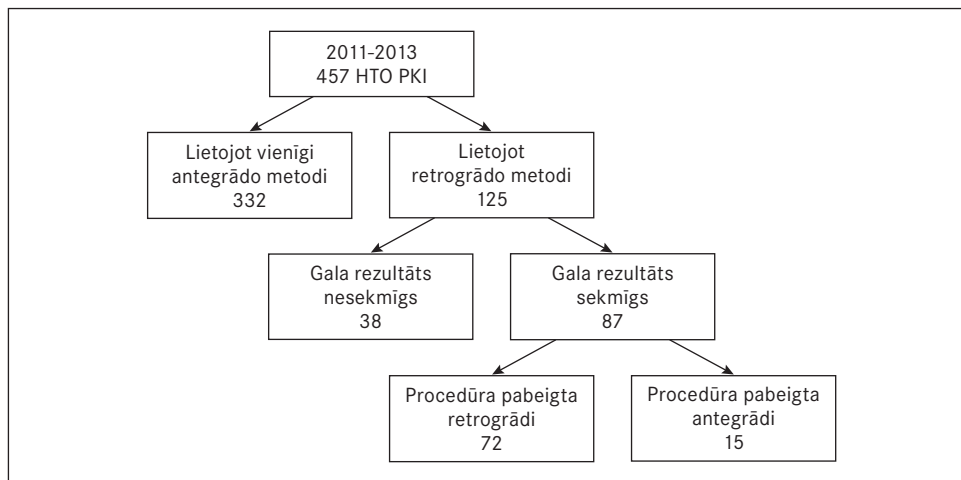 2011-2013
457 HTO PKI
Lietojot vienīgi
antegrādo metodi
332
Lietojot
retrogrādo metodi
125
Gala rezultāts
nesekmīgs
38
Gala rezultāts
sekmīgs
87
Procedūra pabeigta
retrogrādi
72
Procedūra pabeigta
antegrādi
15